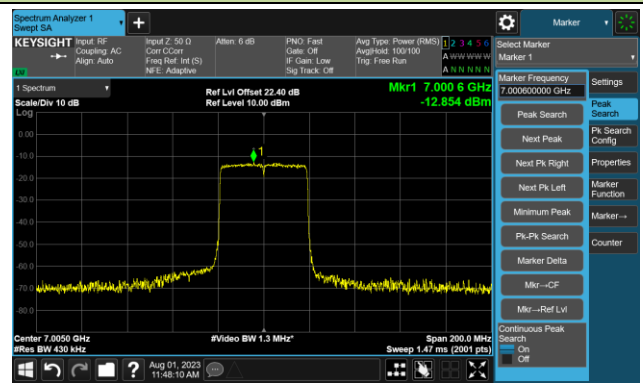 Spectrum Analyzer 1
Swept SA
Marker
KEYSIGHT
Input: RF
Coupling: AC
Align: Auto
Input Z: 50 Ω
Corr CCorr
Freq Ref: Int (S)
NFE: Adaptive
Atten: 6 dB
PNO: Fast
Gate: Off
IF Gain: Low
Sig Track: Off
Avg Type: Power (RMS)
Avg|Hold: 100/100
Trig: Free Run
1 2 3 4 5 6
A W W W W W
A N N N N N
LW
Select Marker
Marker 1
1 Spectrum
Scale/Div 10 dB
Ref Lvl Offset 22.40 dB
Ref Level 10.00 dBm
Mkr1 7.000 6 GHz
-12.854 dBm
Log
0.00
-10.0
-20.0
-30.0
-40.0
-50.0
-60.0
-70.0
-80.0
1
Center 7.0050 GHz
#Res BW 430 kHz
#Video BW 1.3 MHz*
Span 200.0 MHz
Sweep 1.47 ms (2001 pts)
Marker Frequency
7.000600000 GHz
Peak Search
Next Peak
Next Pk Right
Next Pk Left
Minimum Peak
Pk-Pk Search
Marker Delta
Mkr→CF
Mkr→Ref Lvl
Continuous Peak
Search
On
Off
Settings
Peak
Search
Pk Search
Config
Properties
Marker
Function
Marker→
Counter
?
Aug 01, 2023
11:48:10 AM